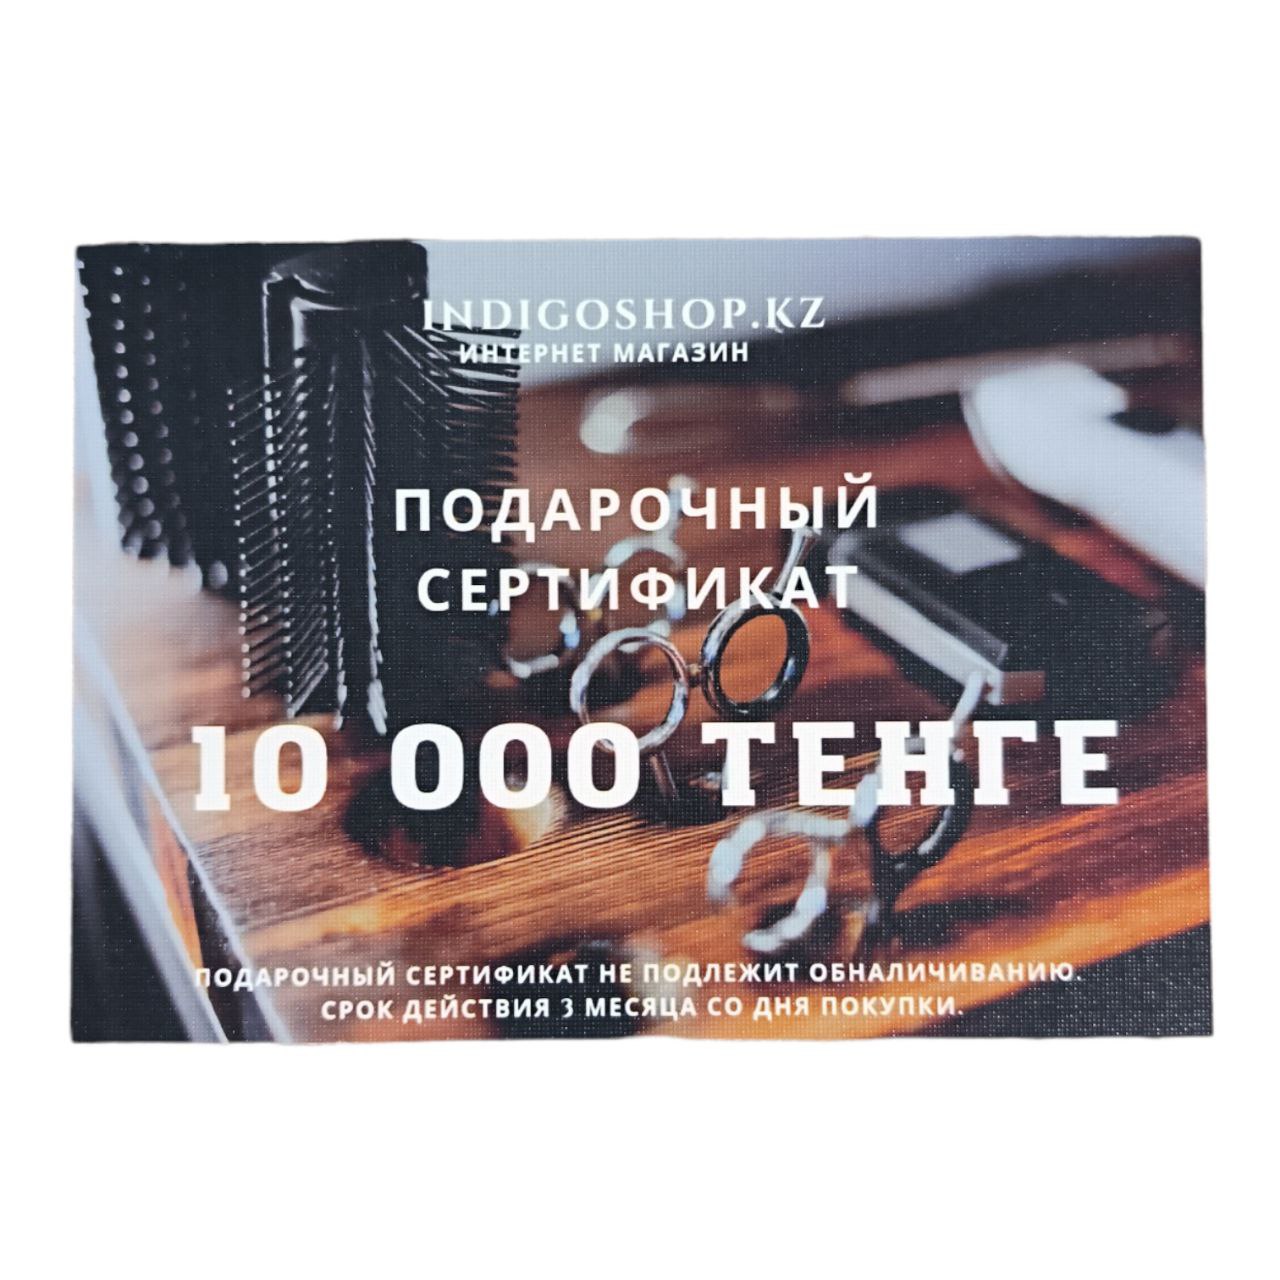 INDIGOSHOP.KZ
ИНТЕРНЕТ МАГАЗИН
ПОДАРОЧНЫЙ
СЕРТИФИКАТ
10 000 ТЕНГЕ
ПОДАРОЧНЫЙ СЕРТИФИКАТ НЕ ПОДЛЕЖИТ ОБНАЛИЧИВАНИЮ.
СРОК ДЕЙСТВИЯ 3 МЕСЯЦА СО ДНЯ ПОКУПКИ.